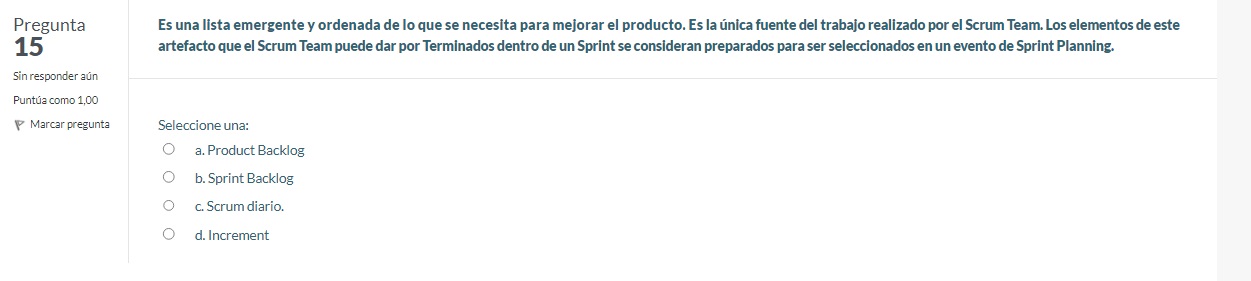 Pregunta
15
Sin responder aún
Puntúa como 1,00
Marcar pregunta
Es una lista emergente y ordenada de lo que se necesita para mejorar el producto. Es la única fuente del trabajo realizado por el Scrum Team. Los elementos de este
artefacto que el Scrum Team puede dar por Terminados dentro de un Sprint se consideran preparados para ser seleccionados en un evento de Sprint Planning.
Seleccione una:
a. Product Backlog
b. Sprint Backlog
c. Scrum diario.
d. Increment